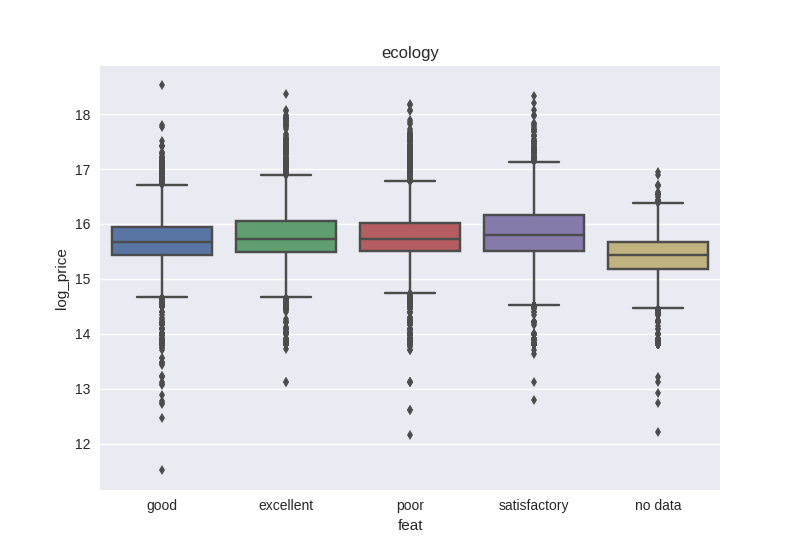 ecology
18
17
16
15
14
13
12
log_price
good excellent poor satisfactory no data
feat